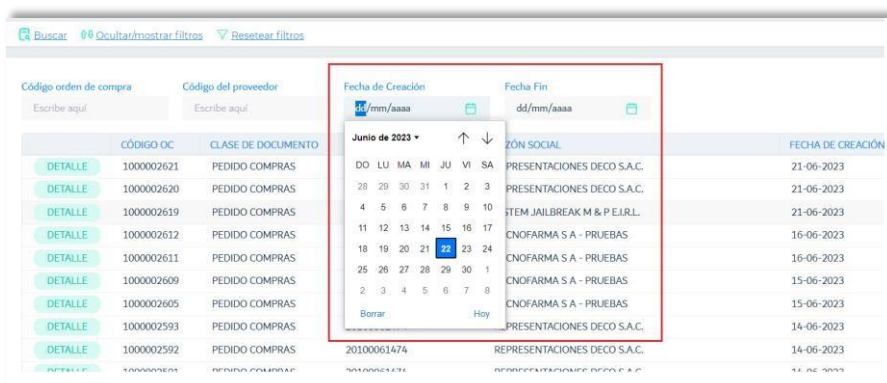 Buscar Ocultar/mostrar filtros Resetear filtros
Código orden de compra Código del proveedor Fecha de Creación Fecha Fin
Escribe aquí Escribe aquí dd/mm/aaaa dd/mm/aaaa
CÓDIGO OC CLASE DE DOCUMENTO ZÓN SOCIAL FECHA DE CREACIÓN
Junio de 2023
DO LU MA MI JU VI SA
28 29 30 31 1 2 3
4 5 6 7 8 9 10
11 12 13 14 15 16 17
18 19 20 21 22 23 24
25 26 27 28 29 30 1
2 3 4 5 6 7 8
Borrar Hoy
DETALLE 1000002621 PEDIDO COMPRAS PRESENTACIONES DECO S.A.C. 21-06-2023
DETALLE 1000002620 PEDIDO COMPRAS PRESENTACIONES DECO S.A.C. 21-06-2023
DETALLE 1000002619 PEDIDO COMPRAS STEM JAILBREAK M & P E.I.R.L. 21-06-2023
DETALLE 1000002612 PEDIDO COMPRAS CNOFARMA S A - PRUEBAS 16-06-2023
DETALLE 1000002611 PEDIDO COMPRAS CNOFARMA S A - PRUEBAS 16-06-2023
DETALLE 1000002609 PEDIDO COMPRAS CNOFARMA S A - PRUEBAS 15-06-2023
DETALLE 1000002605 PEDIDO COMPRAS CNOFARMA S A - PRUEBAS 15-06-2023
DETALLE 1000002593 PEDIDO COMPRAS REPRESENTACIONES DECO S.A.C. 14-06-2023
DETALLE 1000002592 PEDIDO COMPRAS 20100061474 REPRESENTACIONES DECO S.A.C. 14-06-2023